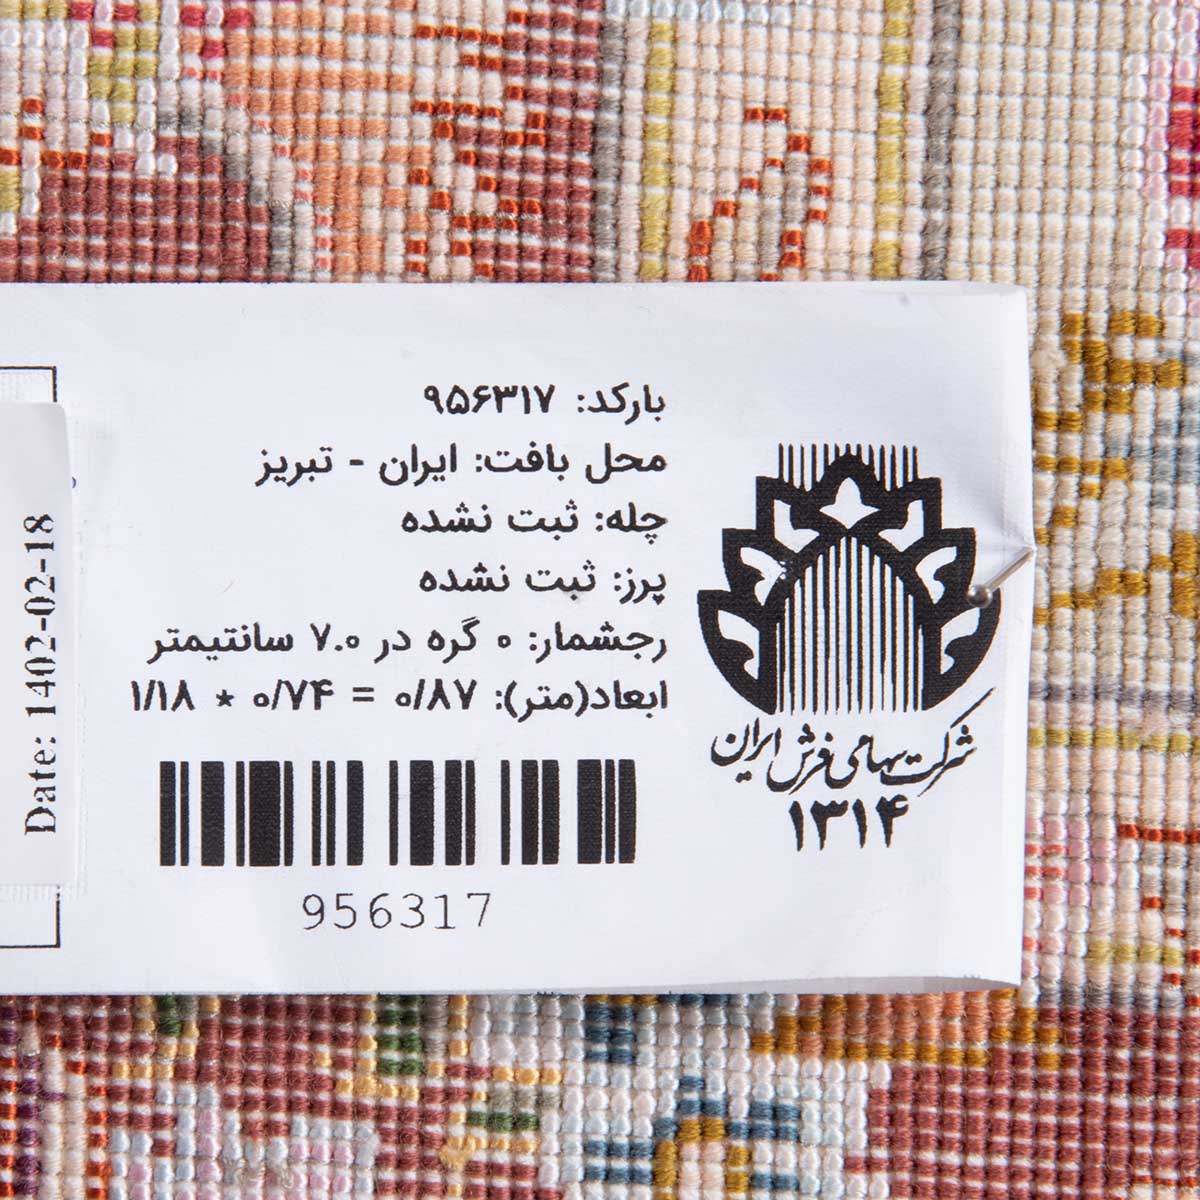 بارکد: ۹۵۶۳۱۷
محل بافت: ایران - تبریز
چله: ثبت نشده
پرز: ثبت نشده
رجشمار: ۰ گره در ۷.۰ سانتیمتر
ابعاد(متر): ۰/۸۷ = ۰/۷۴ * ۱/۱۸
956317
شرکت سهامی فرش ایران
۱۳۱۴
Date: 1402-02-18